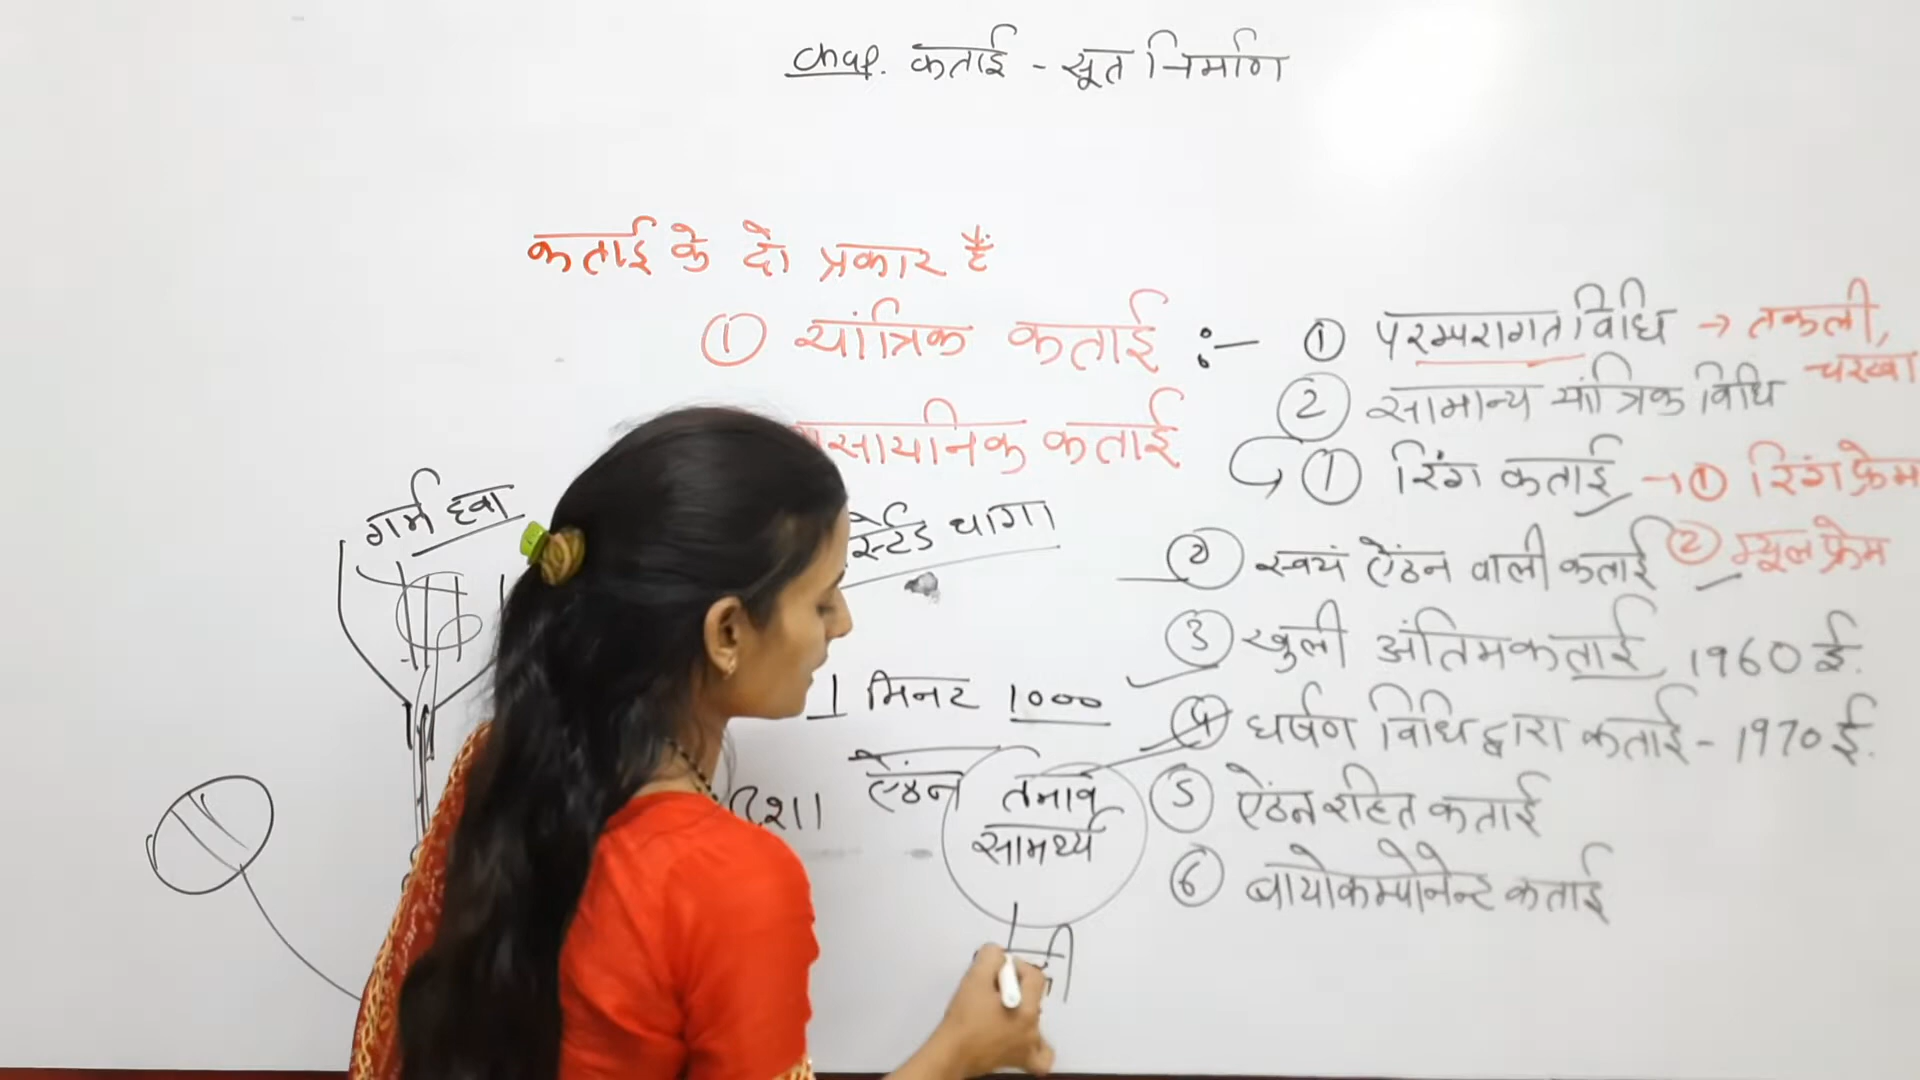 Chap. कताई - सूत निर्माण
कताई के दो प्रकार हैं
① यांत्रिक कताई :-
सायनिक कताई
① परम्परागत विधि → तकली,
चरखा
② सामान्य यांत्रिक विधि
① रिंग कताई → ① रिंग फ्रेम
② म्यूल फ्रेम
② स्वयं ऐंठन वाली कताई
③ खुली अंतिम कताई 1960 ई.
④ घर्षण विधि द्वारा कताई - 1970 ई.
⑤ ऐंठन रहित कताई
⑥ बायोकम्पोनेन्ट कताई
गर्म हवा
र्स्टेड धागा
1 मिनट 1000
ऐंठन
तनाव
सामर्थ्य